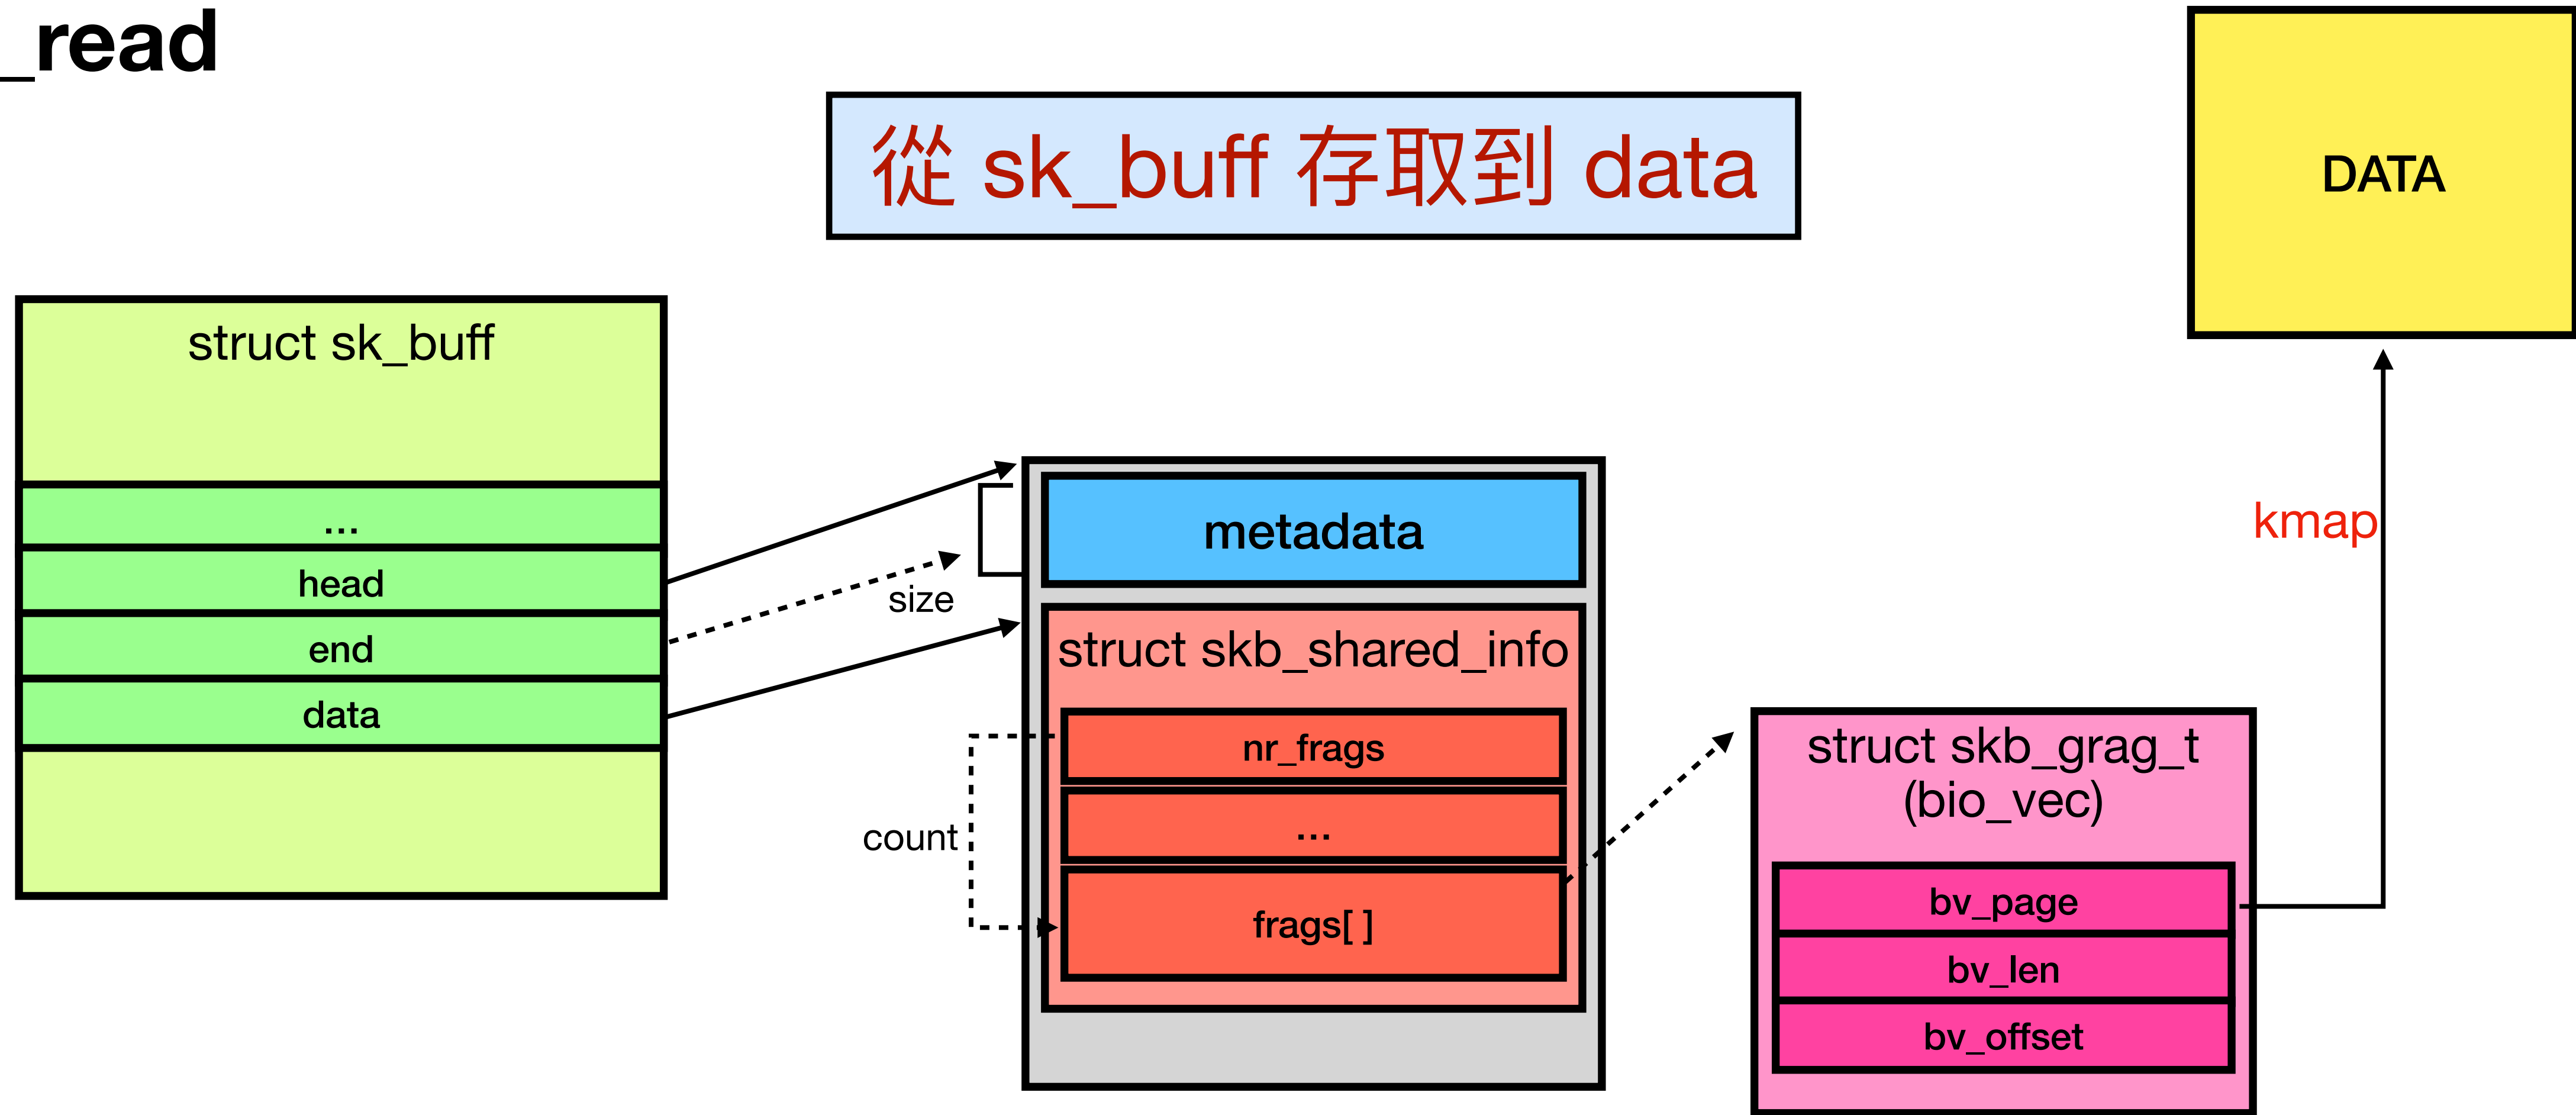 _read
從 sk_buff 存取到 data
DATA
struct sk_buff
...
head
end
data
size
metadata
struct skb_shared_info
nr_frags
...
frags[ ]
count
struct skb_grag_t
(bio_vec)
bv_page
bv_len
bv_offset
kmap